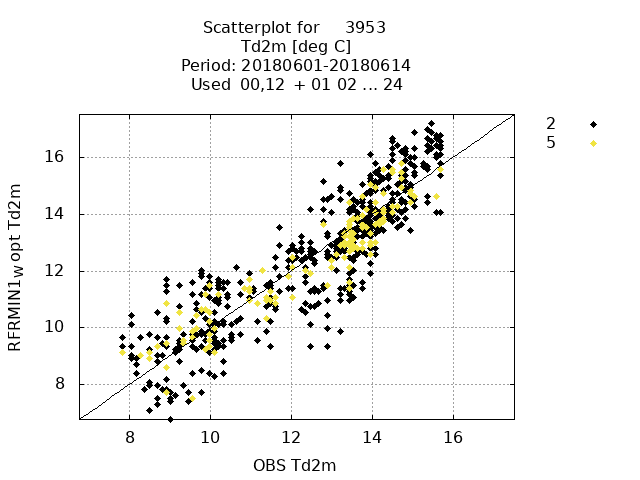 Scatterplot for 3953
Td2m [deg C]
Period: 20180601-20180614
Used 00,12 + 01 02 ... 24
2
5
RFRMIN1_W opt Td2m
16
14
12
10
8
8 10 12 14 16
OBS Td2m